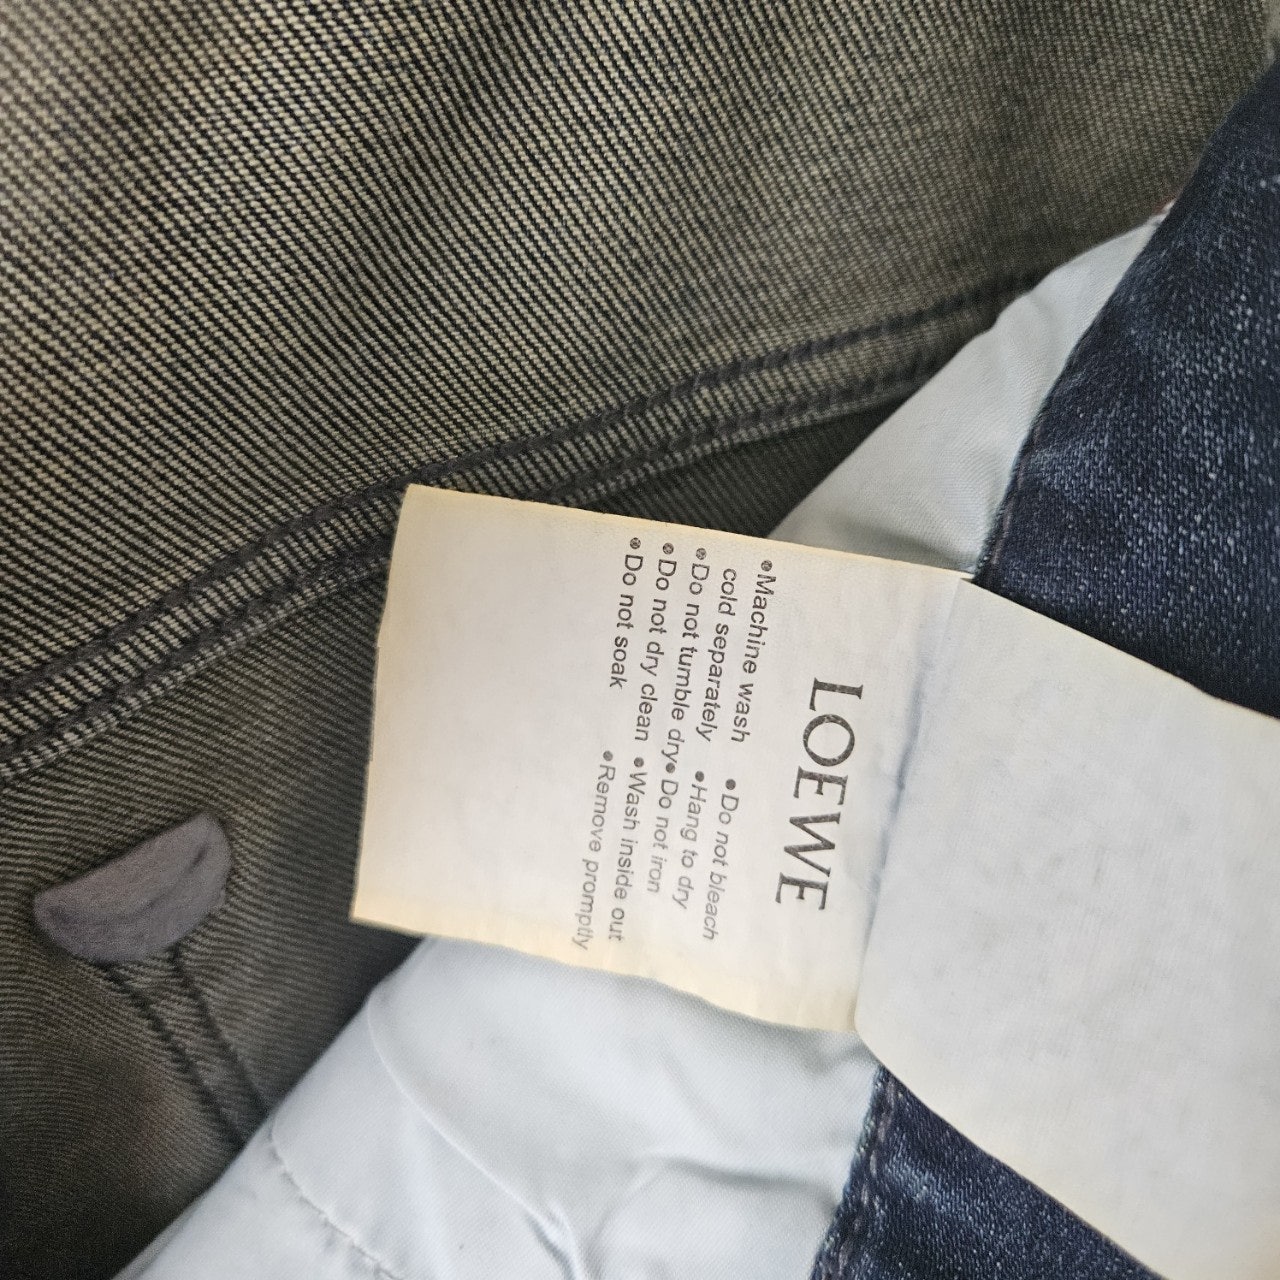 LOEWE
●Machine wash
cold separately
●Do not tumble dry
●Do not dry clean
●Do not soak
●Do not bleach
●Hang to dry
●Do not iron
●Wash inside out
●Remove promptly